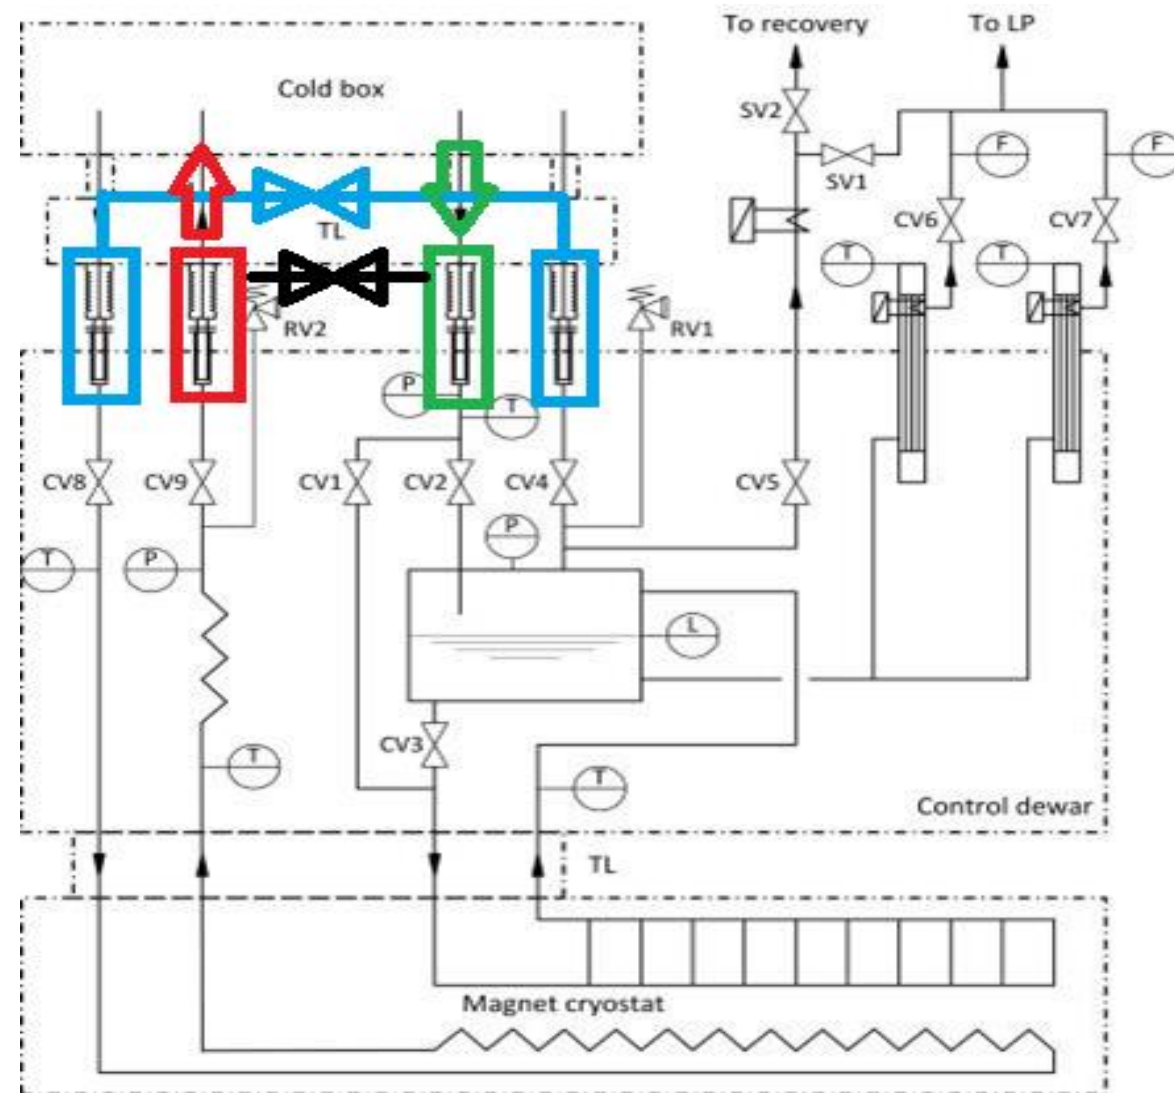 To recovery
To LP
Cold box
SV2
F
F
SV1
TL
CV6
CV7
T
T
RV2
RV1
P
T
CV8
CV9
CV1
CV2
CV4
CV5
T
P
P
L
CV3
T
T
Control dewar
TL
Magnet cryostat